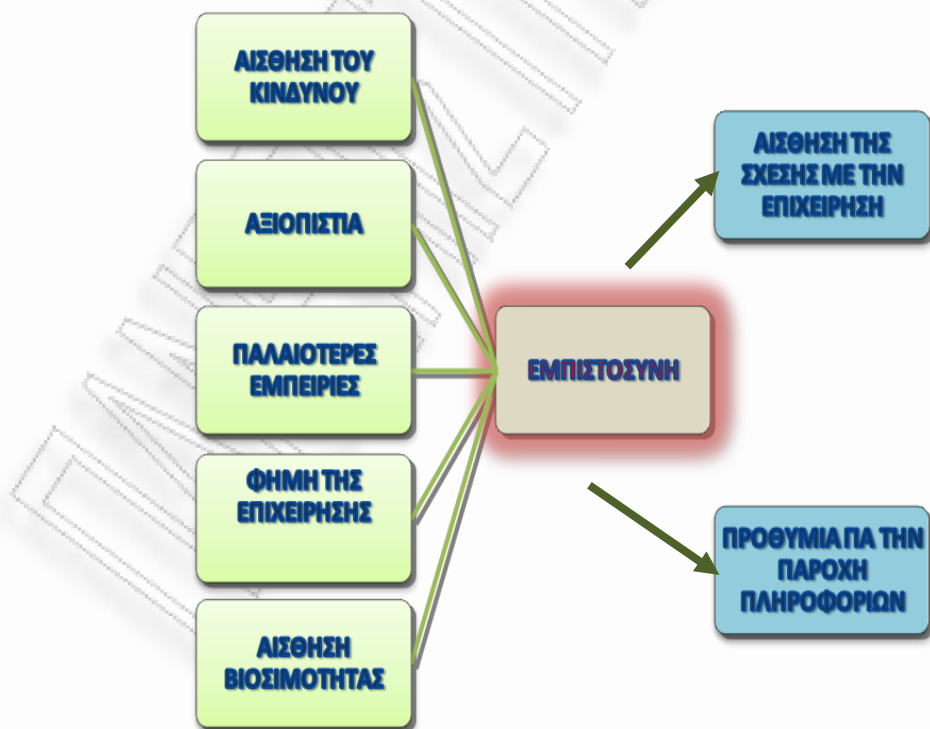 ΑΙΣΘΗΣΗ ΤΟΥ
ΚΙΝΔΥΝΟΥ
ΑΞΙΟΠΙΣΤΙΑ
ΠΑΛΑΙΟΤΕΡΕΣ
ΕΜΠΕΙΡΙΕΣ
ΦΗΜΗ ΤΗΣ
ΕΠΙΧΕΙΡΗΣΗΣ
ΑΙΣΘΗΣΗ
ΒΙΟΣΙΜΟΤΗΤΑΣ
ΕΜΠΙΣΤΟΣΥΝΗ
ΑΙΣΘΗΣΗ ΤΗΣ
ΣΧΕΣΗΣ ΜΕ ΤΗΝ
ΕΠΙΧΕΙΡΗΣΗ
ΠΡΟΘΥΜΙΑ ΓΙΑ ΤΗΝ
ΠΑΡΟΧΗ
ΠΛΗΡΟΦΟΡΙΩΝ